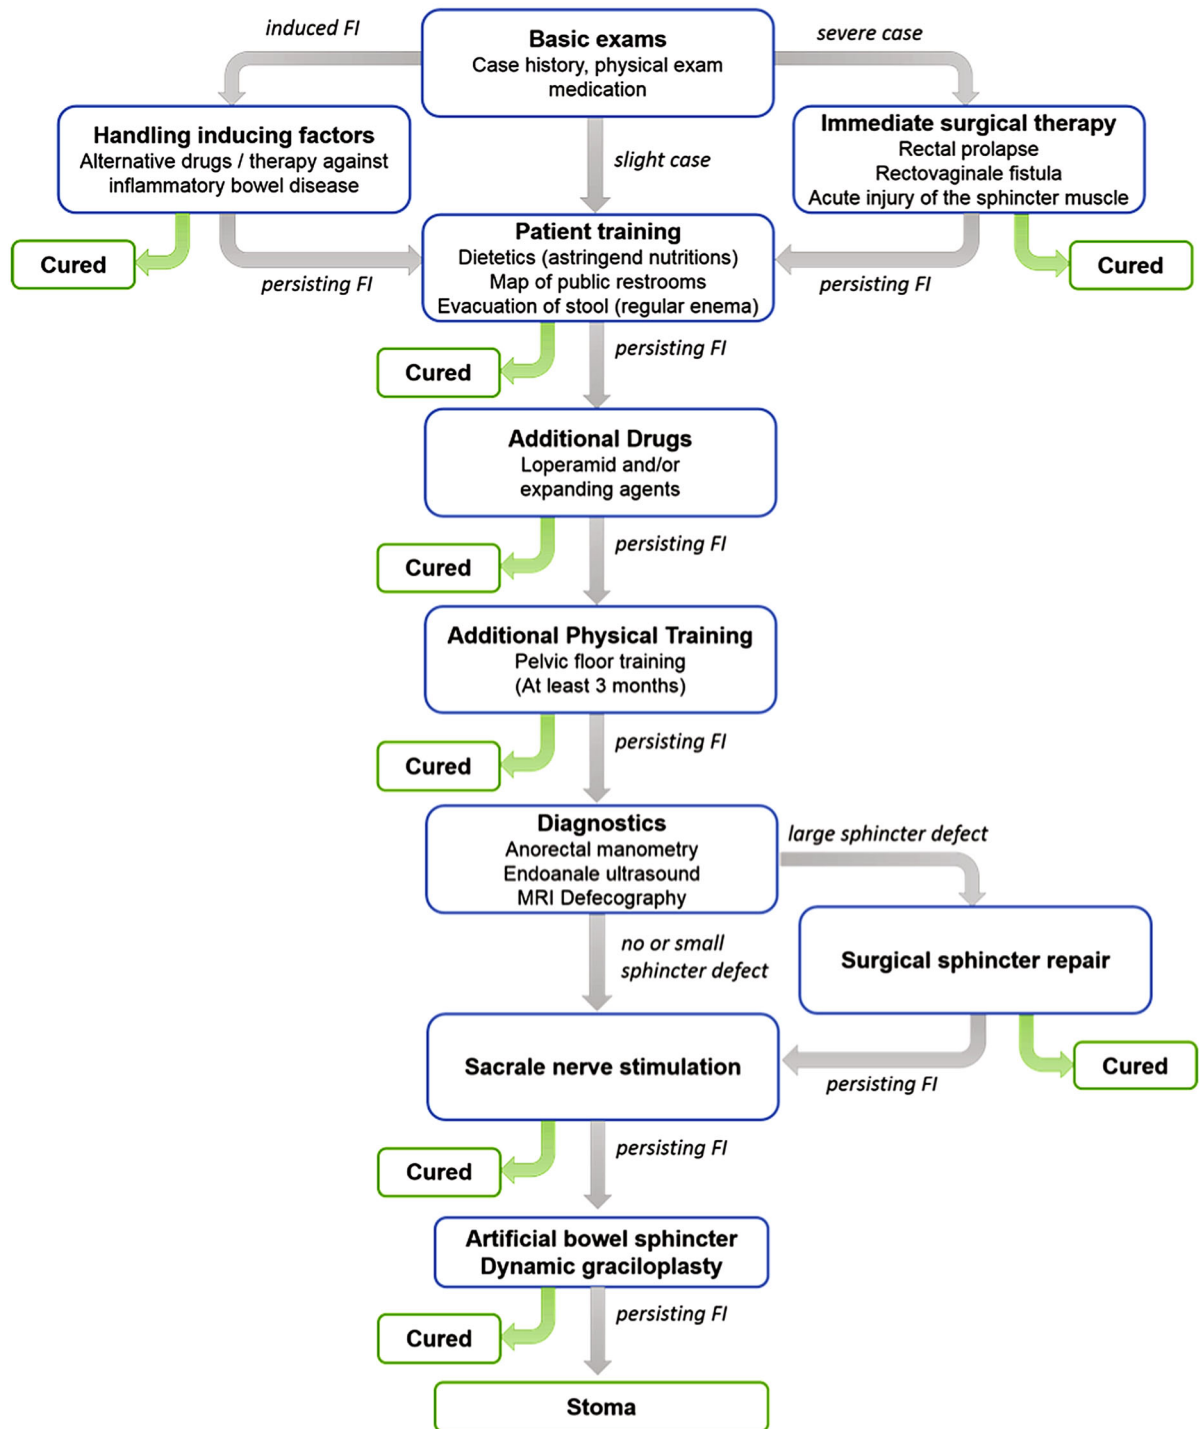 induced FI
Basic exams
Case history, physical exam
medication
severe case
Handling inducing factors
Alternative drugs / therapy against
inflammatory bowel disease
slight case
Immediate surgical therapy
Rectal prolapse
Rectovaginale fistula
Acute injury of the sphincter muscle
Cured
persisting FI
Patient training
Dietetics (astringend nutritions)
Map of public restrooms
Evacuation of stool (regular enema)
persisting FI
Cured
Cured
persisting FI
Additional Drugs
Loperamid and/or
expanding agents
Cured
persisting FI
Additional Physical Training
Pelvic floor training
(At least 3 months)
Cured
persisting FI
Diagnostics
Anorectal manometry
Endoanale ultrasound
MRI Defecography
large sphincter defect
no or small
sphincter defect
Surgical sphincter repair
Sacrale nerve stimulation
persisting FI
Cured
Cured
persisting FI
Artificial bowel sphincter
Dynamic graciloplasty
Cured
persisting FI
Stoma